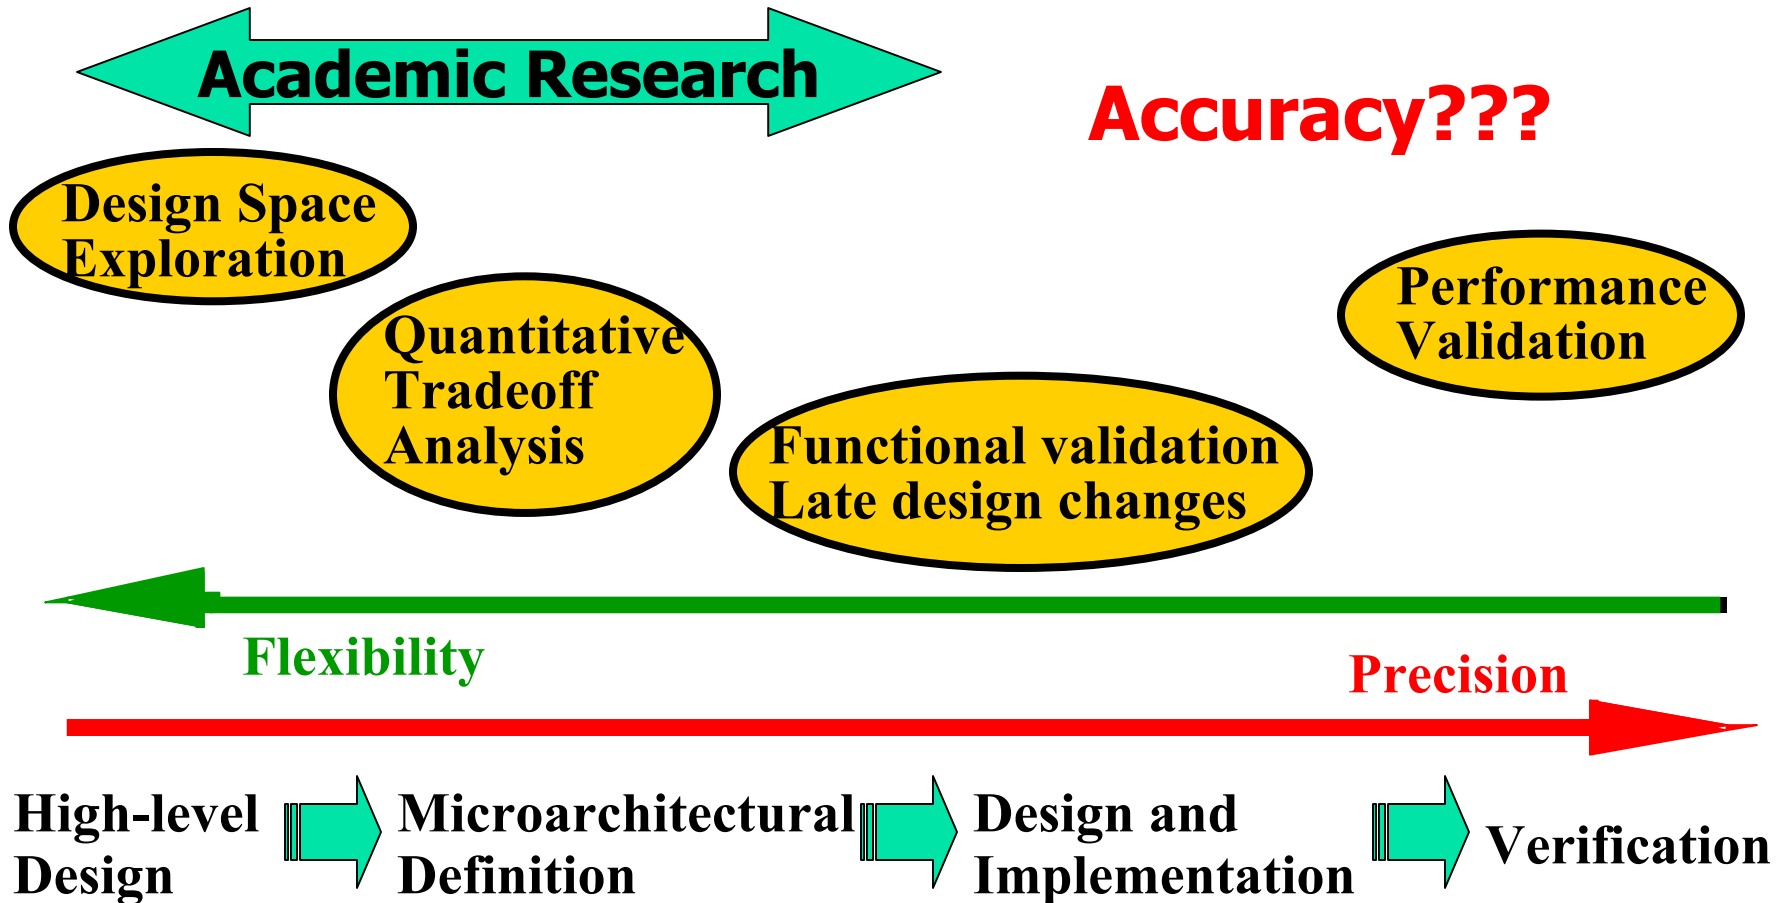 Academic Research
Accuracy???
Design Space
Exploration
Quantitative
Tradeoff
Analysis
Functional validation
Late design changes
Performance
Validation
Flexibility
Precision
High-level
Design
Microarchitectural
Definition
Design and
Implementation
Verification